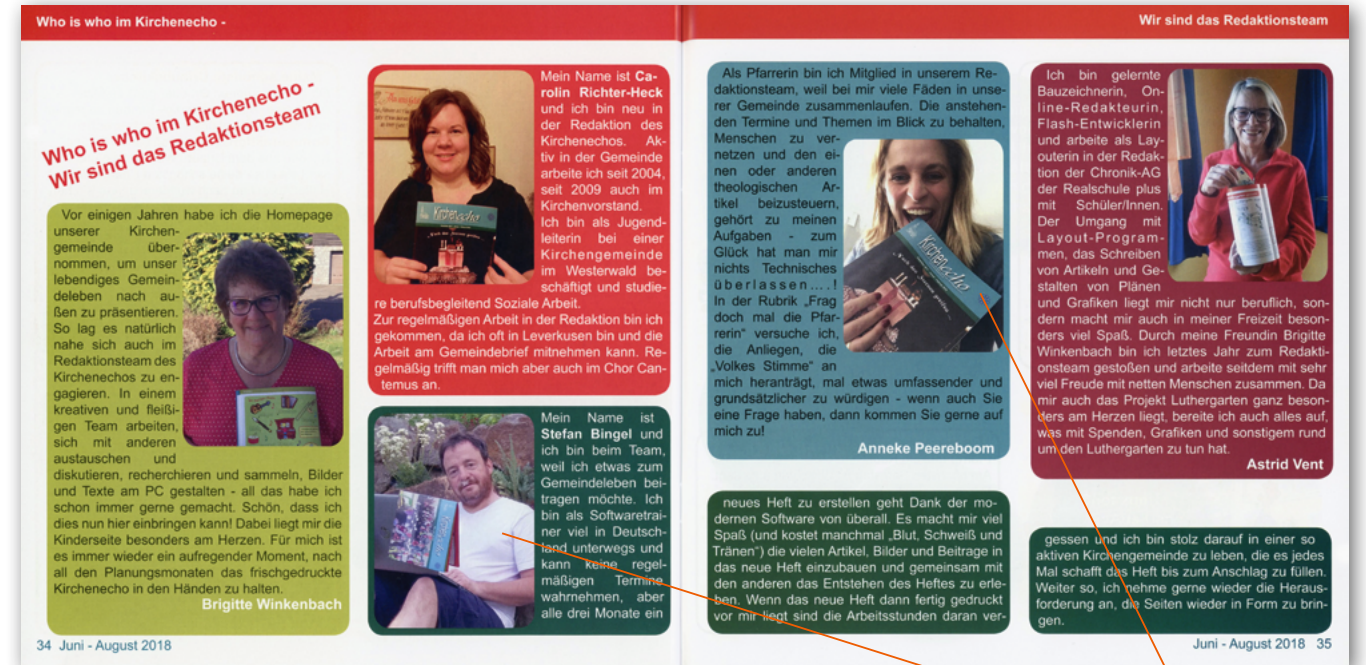 Who is who im Kirchenecho -
Who is who im Kirchenecho -
Wir sind das Redaktionsteam
Vor einigen Jahren habe ich die Homepage
unserer Kirchen-
gemeinde über-
nommen, um unser
lebendiges Gemein-
deleben nach au-
ßen zu präsentieren.
So lag es natürlich
nahe sich auch im
Redaktionsteam des
Kirchenechos zu en-
gagieren. In einem
kreativen und fleißi-
gen Team arbeiten,
sich mit anderen
austauschen und
diskutieren, recherchieren und sammeln, Bilder
und Texte am PC gestalten - all das habe ich
schon immer gerne gemacht. Schön, dass ich
dies nun hier einbringen kann! Dabei liegt mir die
Kinderseite besonders am Herzen. Für mich ist
es immer wieder ein aufregender Moment, nach
all den Planungsmonaten das frischgedruckte
Kirchenecho in den Händen zu halten.
Brigitte Winkenbach
Mein Name ist Ca-
rolin Richter-Heck
und ich bin neu in
der Redaktion des
Kirchenechos. Ak-
tiv in der Gemeinde
arbeite ich seit 2004,
seit 2009 auch im
Kirchenvorstand.
Ich bin als Jugend-
leiterin bei einer
Kirchengemeinde
im Westerwald be-
schäftigt und studie-
re berufsbegleitend Soziale Arbeit.
Zur regelmäßigen Arbeit in der Redaktion bin ich
gekommen, da ich oft in Leverkusen bin und die
Arbeit am Gemeindebrief mitnehmen kann. Re-
gelmäßig trifft man mich aber auch im Chor Can-
temus an.
Kirchenecho
Mein Name ist
Stefan Bingel und
ich bin beim Team,
weil ich etwas zum
Gemeindeleben bei-
tragen möchte. Ich
bin als Softwaretrai-
ner viel in Deutsch-
land unterwegs und
kann keine regel-
mäßigen Termine
wahrnehmen, aber
alle drei Monate ein
34 Juni - August 2018
Wir sind das Redaktionsteam
Als Pfarrerin bin ich Mitglied in unserem Re-
daktionsteam, weil bei mir viele Fäden in unse-
rer Gemeinde zusammenlaufen. Die anstehen-
den Termine und Themen im Blick zu behalten,
Menschen zu ver-
netzen und den ei-
nen oder anderen
theologischen Ar-
tikel beizusteuern,
gehört zu meinen
Aufgaben - zum
Glück hat man mir
nichts Technisches
überlassen....!
In der Rubrik „Frag
doch mal die Pfar-
rerin" versuche ich,
die Anliegen, die
„Volkes Stimme" an
mich heranträgt, mal etwas umfassender und
grundsätzlicher zu würdigen - wenn auch Sie
eine Frage haben, dann kommen Sie gerne auf
mich zu!
Anneke Peereboom
Kirchenecho
neues Heft zu erstellen geht Dank der mo-
dernen Software von überall. Es macht mir viel
Spaß (und kostet manchmal „Blut, Schweiß und
Tränen") die vielen Artikel, Bilder und Beitrage in
das neue Heft einzubauen und gemeinsam mit
den anderen das Entstehen des Heftes zu erle-
ben. Wenn das neue Heft dann fertig gedruckt
vor mir liegt sind die Arbeitsstunden daran ver-
Ich bin gelernte
Bauzeichnerin, On-
line-Redakteurin,
Flash-Entwicklerin
und arbeite als Lay-
outerin in der Redak-
tion der Chronik-AG
der Realschule plus
mit Schüler/Innen.
Der Umgang mit
Layout-Program-
men, das Schreiben
von Artikeln und Ge-
stalten von Plänen
und Grafiken liegt mir nicht nur beruflich, son-
dern macht mir auch in meiner Freizeit beson-
ders viel Spaß. Durch meine Freundin Brigitte
Winkenbach bin ich letztes Jahr zum Redakti-
onsteam gestoßen und arbeite seitdem mit sehr
viel Freude mit netten Menschen zusammen. Da
mir auch das Projekt Luthergarten ganz beson-
ders am Herzen liegt, bereite ich auch alles auf,
was mit Spenden, Grafiken und sonstigem rund
um den Luthergarten zu tun hat.
Astrid Vent
gessen und ich bin stolz darauf in einer so
aktiven Kirchengemeinde zu leben, die es jedes
Mal schafft das Heft bis zum Anschlag zu füllen.
Weiter so, ich nehme gerne wieder die Heraus-
forderung an, die Seiten wieder in Form zu brin-
gen.
Juni - August 2018 35